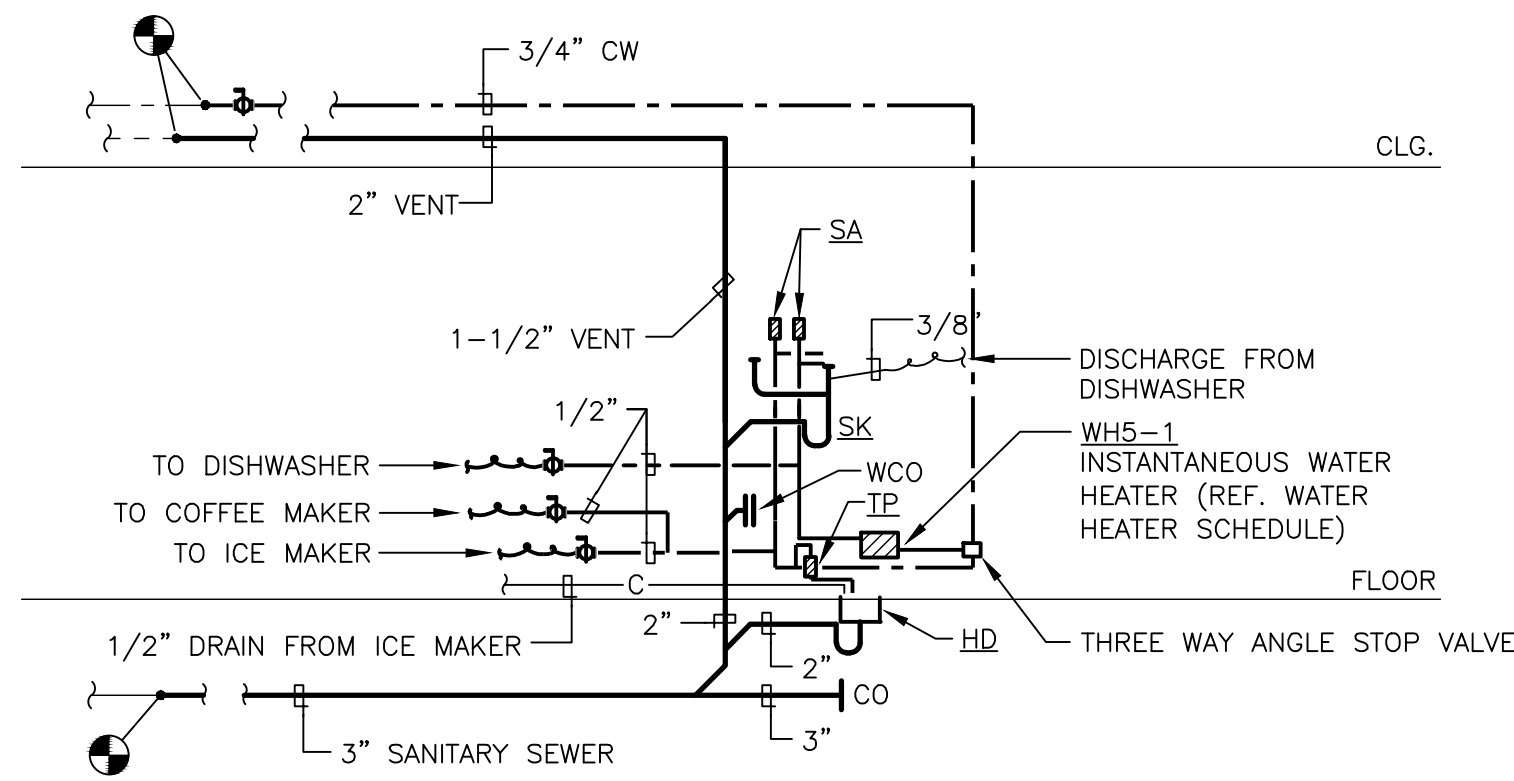 3/4” CW
CLG.
2” VENT
SA
1-1/2” VENT
3/8"
DISCHARGE FROM
DISHWASHER
1/2”
SK
WH5-1
INSTANTANEOUS WATER
HEATER (REF. WATER
HEATER SCHEDULE)
TO DISHWASHER
WCO
TP
TO COFFEE MAKER
TO ICE MAKER
C
FLOOR
2”
1/2” DRAIN FROM ICE MAKER
HD
THREE WAY ANGLE STOP VALVE
2”
CO
3”
3” SANITARY SEWER